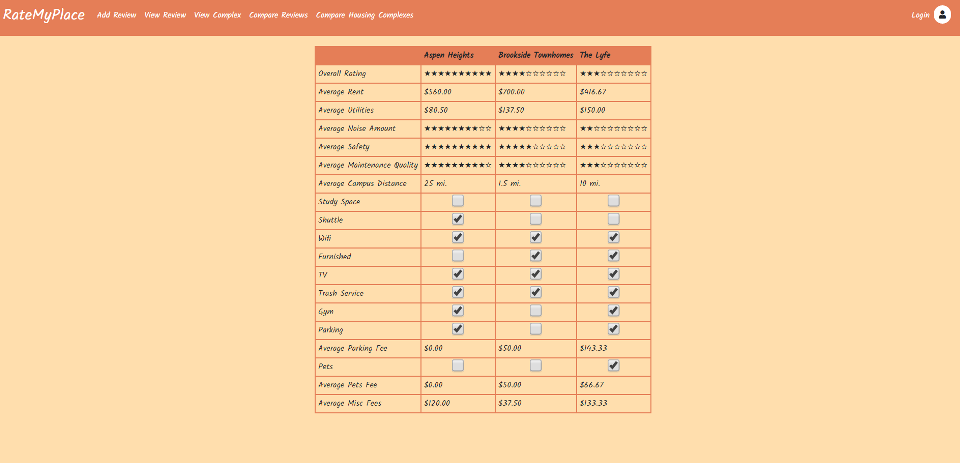 RateMyPlace Add Review View Review View Complex Compare Reviews Compare Housing Complexes Login
Aspen Heights Brookside Townhomes The Lyfe
Overall Rating ★★★★★★★★★★ ★★★★☆☆☆☆☆☆ ★★★☆☆☆☆☆☆☆
Average Rent $560.00 $700.00 $416.67
Average Utilities $80.50 $137.50 $150.00
Average Noise Amount ★★★★★★★★☆☆ ★★★★☆☆☆☆☆☆ ★★☆☆☆☆☆☆☆☆
Average Safety ★★★★★★★★★★ ★★★★★☆☆☆☆☆ ★★★☆☆☆☆☆☆☆
Average Maintenance Quality ★★★★★★★★★☆ ★★★★☆☆☆☆☆☆ ★★★☆☆☆☆☆☆☆
Average Campus Distance 2.5 mi. 1.5 mi. 10 mi.
Study Space
Shuttle
Wifi
Furnished
TV
Trash Service
Gym
Parking
Average Parking Fee $0.00 $50.00 $143.33
Pets
Average Pets Fee $0.00 $50.00 $66.67
Average Misc Fees $120.00 $37.50 $133.33